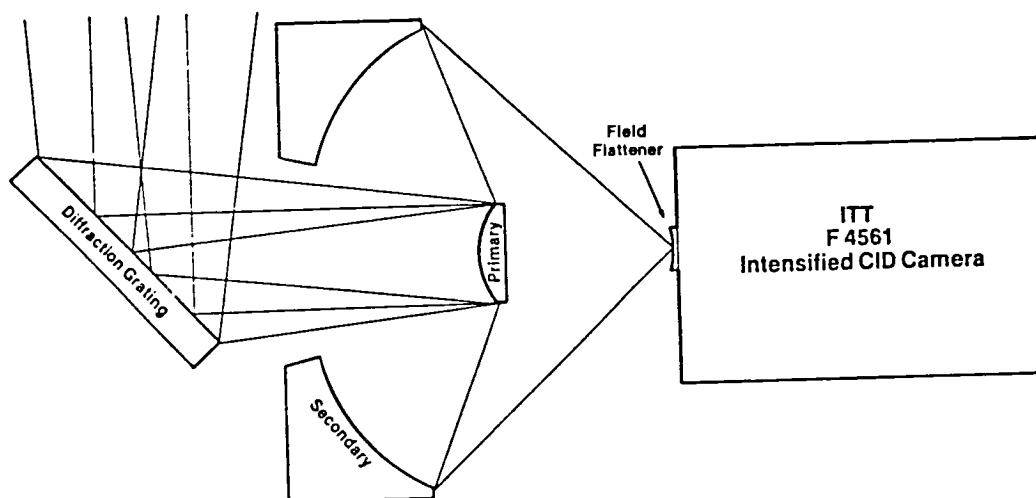 Field
Flattener
ITT
F 4561
Intensified CID Camera
Diffraction Grating
Primary
Secondary